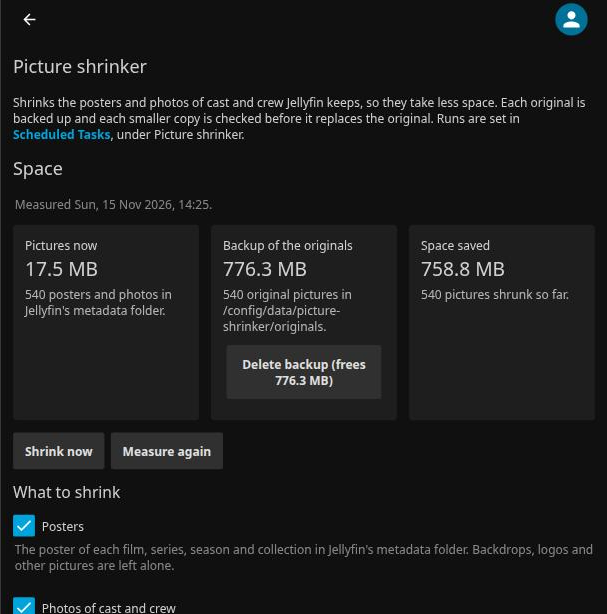 Picture shrinker
Shrinks the posters and photos of cast and crew Jellyfin keeps, so they take less space. Each original is
backed up and each smaller copy is checked before it replaces the original. Runs are set in
Scheduled Tasks, under Picture shrinker.
Space
Measured Sun, 15 Nov 2026, 14:25.
Pictures now
17.5 MB
540 posters and photos in
Jellyfin's metadata folder.
Backup of the originals
776.3 MB
540 original pictures in
/config/data/picture-
shrinker/originals.
Delete backup (frees
776.3 MB)
Space saved
758.8 MB
540 pictures shrunk so far.
Shrink now
Measure again
What to shrink
Posters
The poster of each film, series, season and collection in Jellyfin's metadata folder. Backdrops, logos and
other pictures are left alone.
Photos of cast and crew